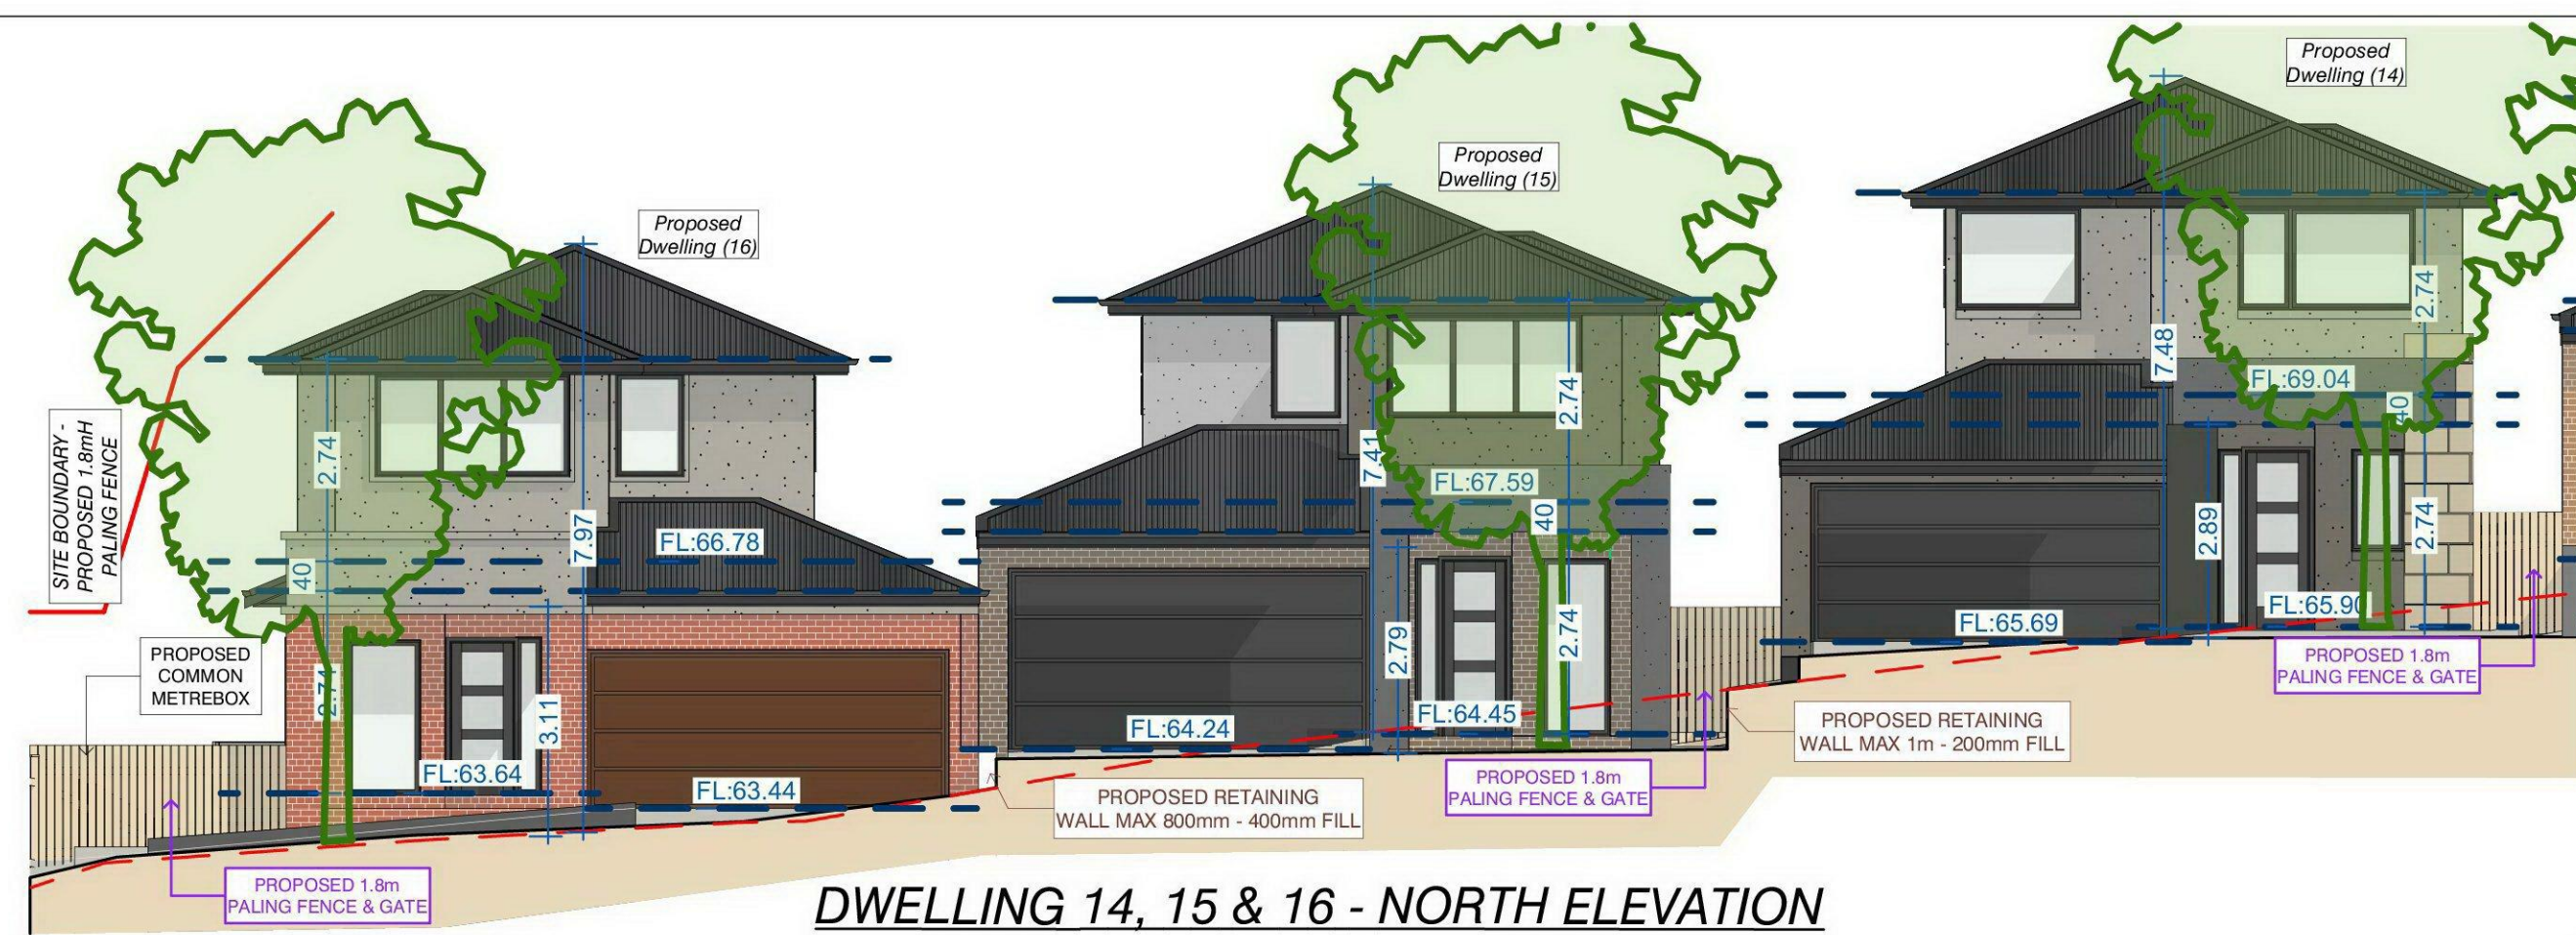 Proposed
Dwelling (14)
Proposed
Dwelling (15)
Proposed
Dwelling (16)
SITE BOUNDARY -
PROPOSED 1.8mH
PALING FENCE
PROPOSED
COMMON
METREBOX
2.74
40
2.74
7.97
3.11
FL:66.78
FL:63.64
FL:63.44
PROPOSED 1.8m
PALING FENCE & GATE
7.41
2.74
FL:67.59
40
2.79
2.74
FL:64.24
FL:64.45
PROPOSED RETAINING
WALL MAX 800mm - 400mm FILL
PROPOSED 1.8m
PALING FENCE & GATE
7.48
2.74
FL:69.04
40
2.89
2.74
FL:65.69
FL:65.90
PROPOSED 1.8m
PALING FENCE & GATE
PROPOSED RETAINING
WALL MAX 1m - 200mm FILL
DWELLING 14, 15 & 16 - NORTH ELEVATION